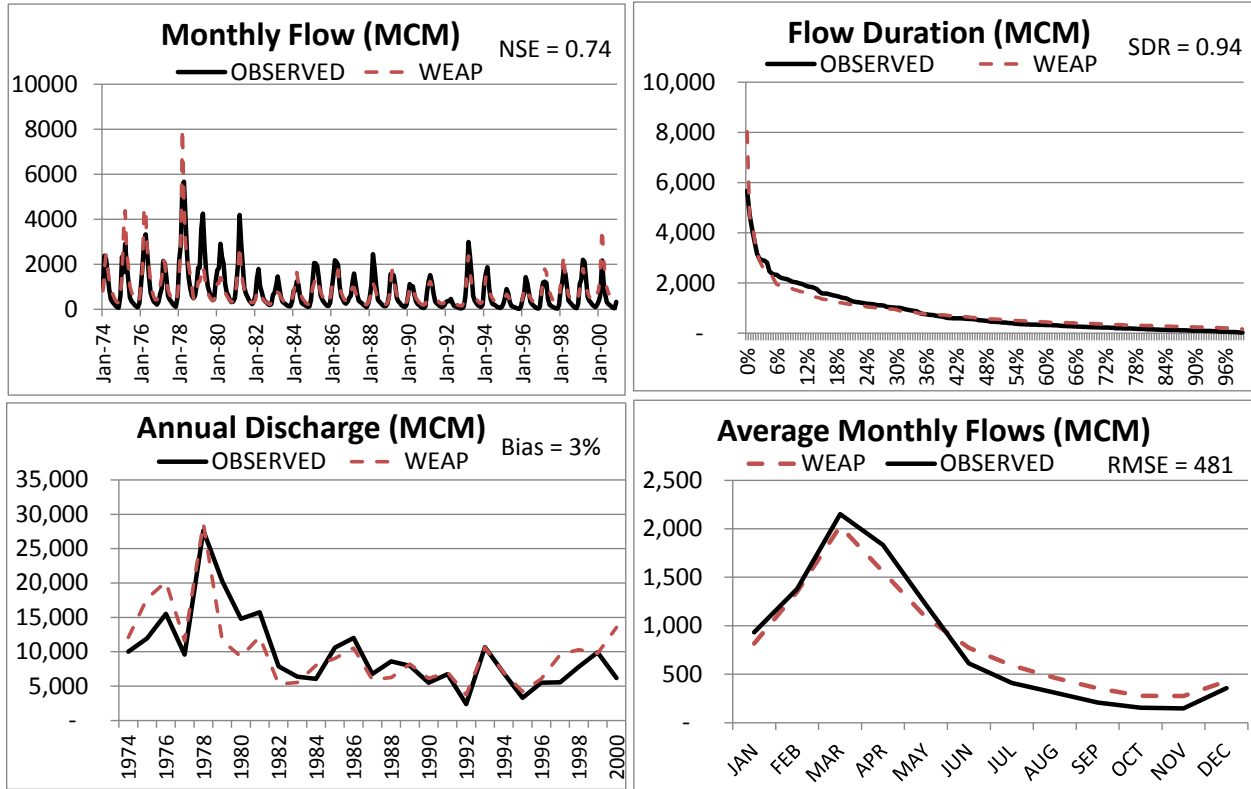 Monthly Flow (MCM)
NSE = 0.74
OBSERVED WEAP
10000
8000
6000
4000
2000
0
Jan-74 Jan-76 Jan-78 Jan-80 Jan-82 Jan-84 Jan-86 Jan-88 Jan-90 Jan-92 Jan-94 Jan-96 Jan-98 Jan-00
Flow Duration (MCM)
SDR = 0.94
OBSERVED WEAP
10,000
8,000
6,000
4,000
2,000
-
0% 6% 12% 18% 24% 30% 36% 42% 48% 54% 60% 66% 72% 78% 84% 90% 96%
Annual Discharge (MCM)
Bias = 3%
OBSERVED WEAP
35,000
30,000
25,000
20,000
15,000
10,000
5,000
-
1974 1976 1978 1980 1982 1984 1986 1988 1990 1992 1994 1996 1998 2000
Average Monthly Flows (MCM)
WEAP OBSERVED
RMSE = 481
2,500
2,000
1,500
1,000
500
-
JAN FEB MAR APR MAY JUN JUL AUG SEP OCT NOV DEC